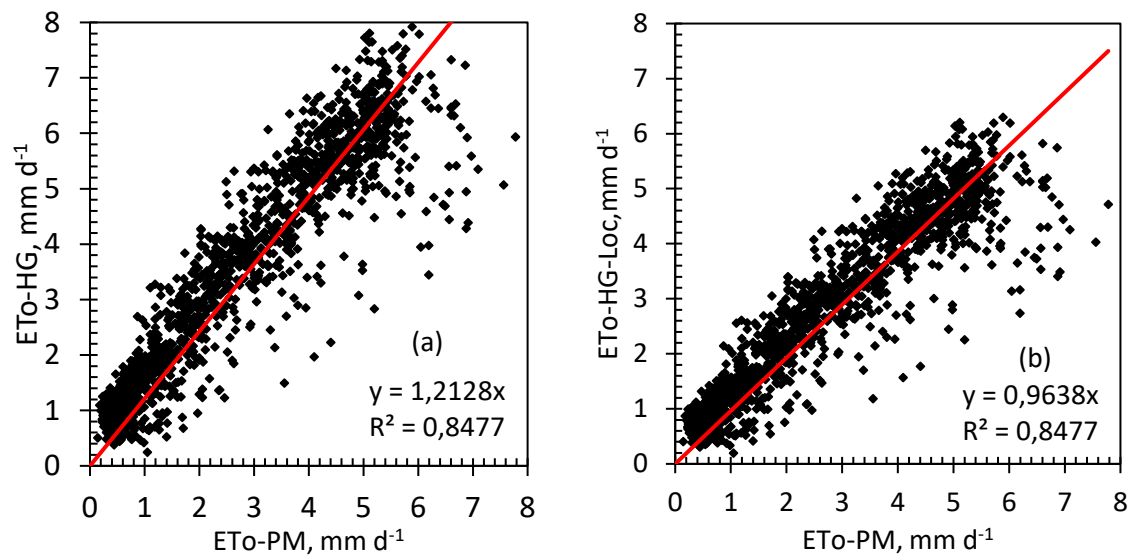 8
7
6
5
4
3
2
1
0
ETo-HG, mm d-1
(a)
y = 1,2128x
R² = 0,8477
0 1 2 3 4 5 6 7 8
ETo-PM, mm d-1
8
7
6
5
4
3
2
1
0
ETo-HG-Loc,mm d-1
(b)
y = 0,9638x
R² = 0,8477
0 1 2 3 4 5 6 7 8
ETo-PM, mm d-1